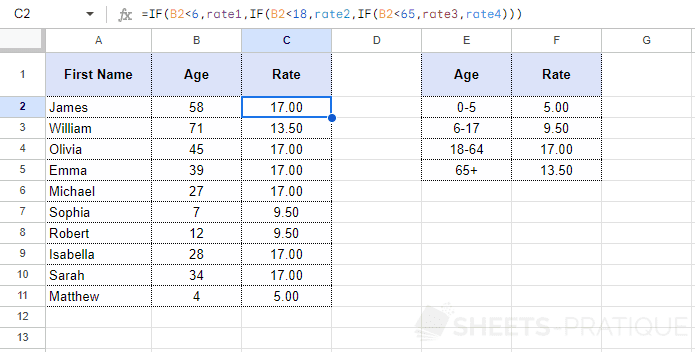 C2 fx =IF(B2<6,rate1,IF(B2<18,rate2,IF(B2<65,rate3,rate4)))
A B C D E F G
1 First Name Age Rate Age Rate
2 James 58 17.00 0-5 5.00
3 William 71 13.50 6-17 9.50
4 Olivia 45 17.00 18-64 17.00
5 Emma 39 17.00 65+ 13.50
6 Michael 27 17.00
7 Sophia 7 9.50
8 Robert 12 9.50
9 Isabella 28 17.00
10 Sarah 34 17.00
11 Matthew 4 5.00
12
13
SHEETS-PRATIQUE